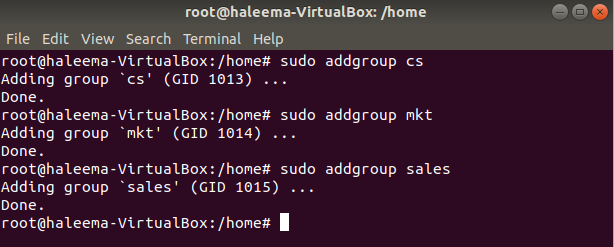 root@haleema-VirtualBox: /home
File Edit View Search Terminal Help
root@haleema-VirtualBox:/home# sudo addgroup cs
Adding group `cs' (GID 1013) ...
Done.
root@haleema-VirtualBox:/home# sudo addgroup mkt
Adding group `mkt' (GID 1014) ...
Done.
root@haleema-VirtualBox:/home# sudo addgroup sales
Adding group `sales' (GID 1015) ...
Done.
root@haleema-VirtualBox:/home#